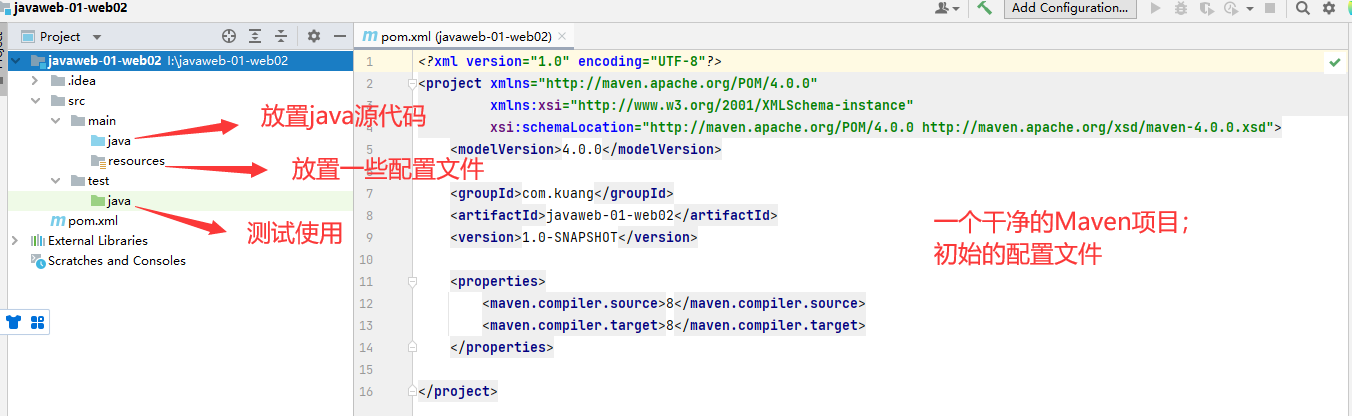 javaweb-01-web02
Add Configuration...
Project
pom.xml (javaweb-01-web02)
javaweb-01-web02 I:\javaweb-01-web02
.idea
src
main
java
resources
test
java
pom.xml
External Libraries
Scratches and Consoles
放置java源代码
放置一些配置文件
测试使用
1 <?xml version="1.0" encoding="UTF-8"?>
2 <project xmlns="http://maven.apache.org/POM/4.0.0"
xmlns:xsi="http://www.w3.org/2001/XMLSchema-instance"
xsi:schemaLocation="http://maven.apache.org/POM/4.0.0 http://maven.apache.org/xsd/maven-4.0.0.xsd">
5 <modelVersion>4.0.0</modelVersion>
6
7 <groupId>com.kuang</groupId>
8 <artifactId>javaweb-01-web02</artifactId>
9 <version>1.0-SNAPSHOT</version>
10
11 <properties>
12 <maven.compiler.source>8</maven.compiler.source>
13 <maven.compiler.target>8</maven.compiler.target>
14 </properties>
15
16 </project>
一个干净的Maven项目；
初始的配置文件